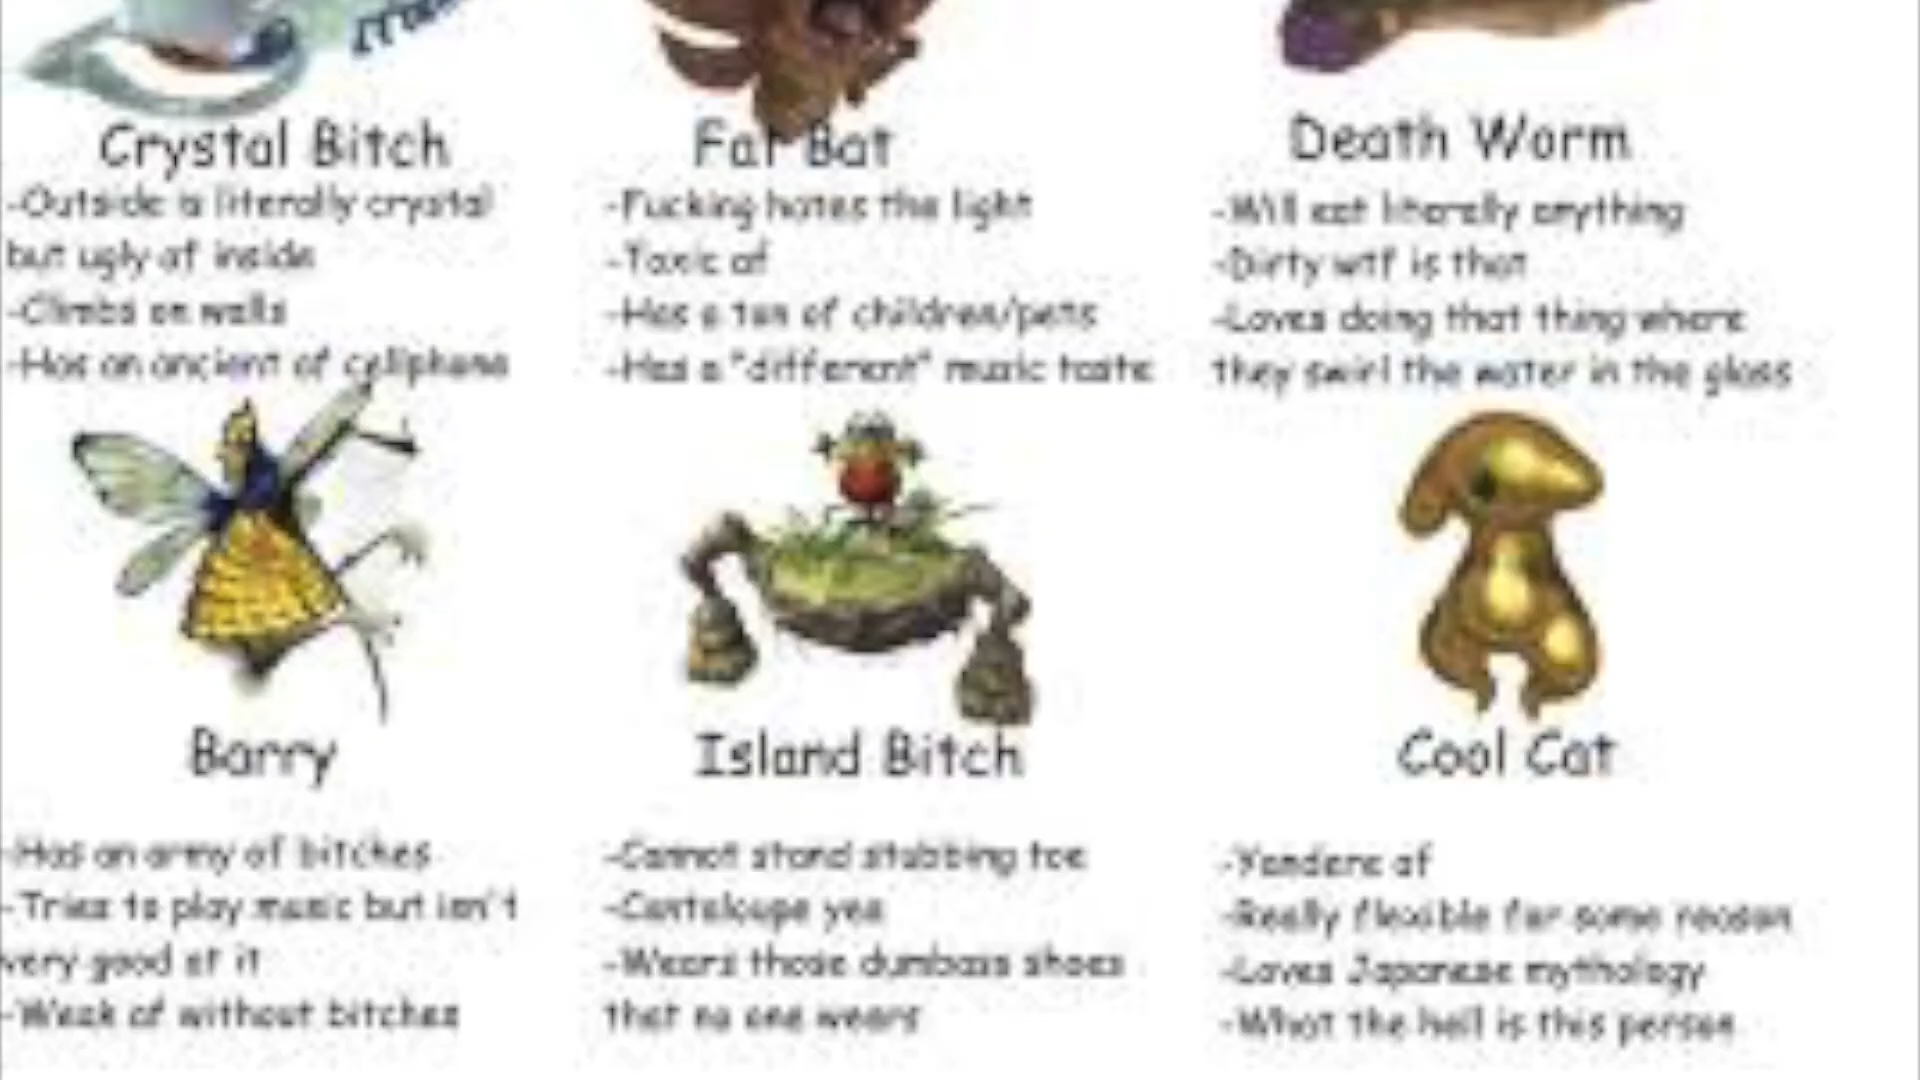 Crystal Bitch
-Outside is literally crystal
but ugly af inside
-Climbs on walls
-Has an ancient af cellphone
Fat Bat
-Fucking hates the light
-Toxic af
-Has a ton of children/pets
-Has a "different" music taste
Death Worm
-Will eat literally anything
-Dirty wtf is that
-Loves doing that thing where
they swirl the water in the glass
Barry
-Has an army of bitches
-Tries to play music but isn't
very good at it
-Weak af without bitches
Island Bitch
-Cannot stand stubbing toe
-Cantaloupe yea
-Wears those dumbass shoes
that no one wears
Cool Cat
-Yandere af
-Really flexible for some reason
-Loves Japanese mythology
-What the hell is this person